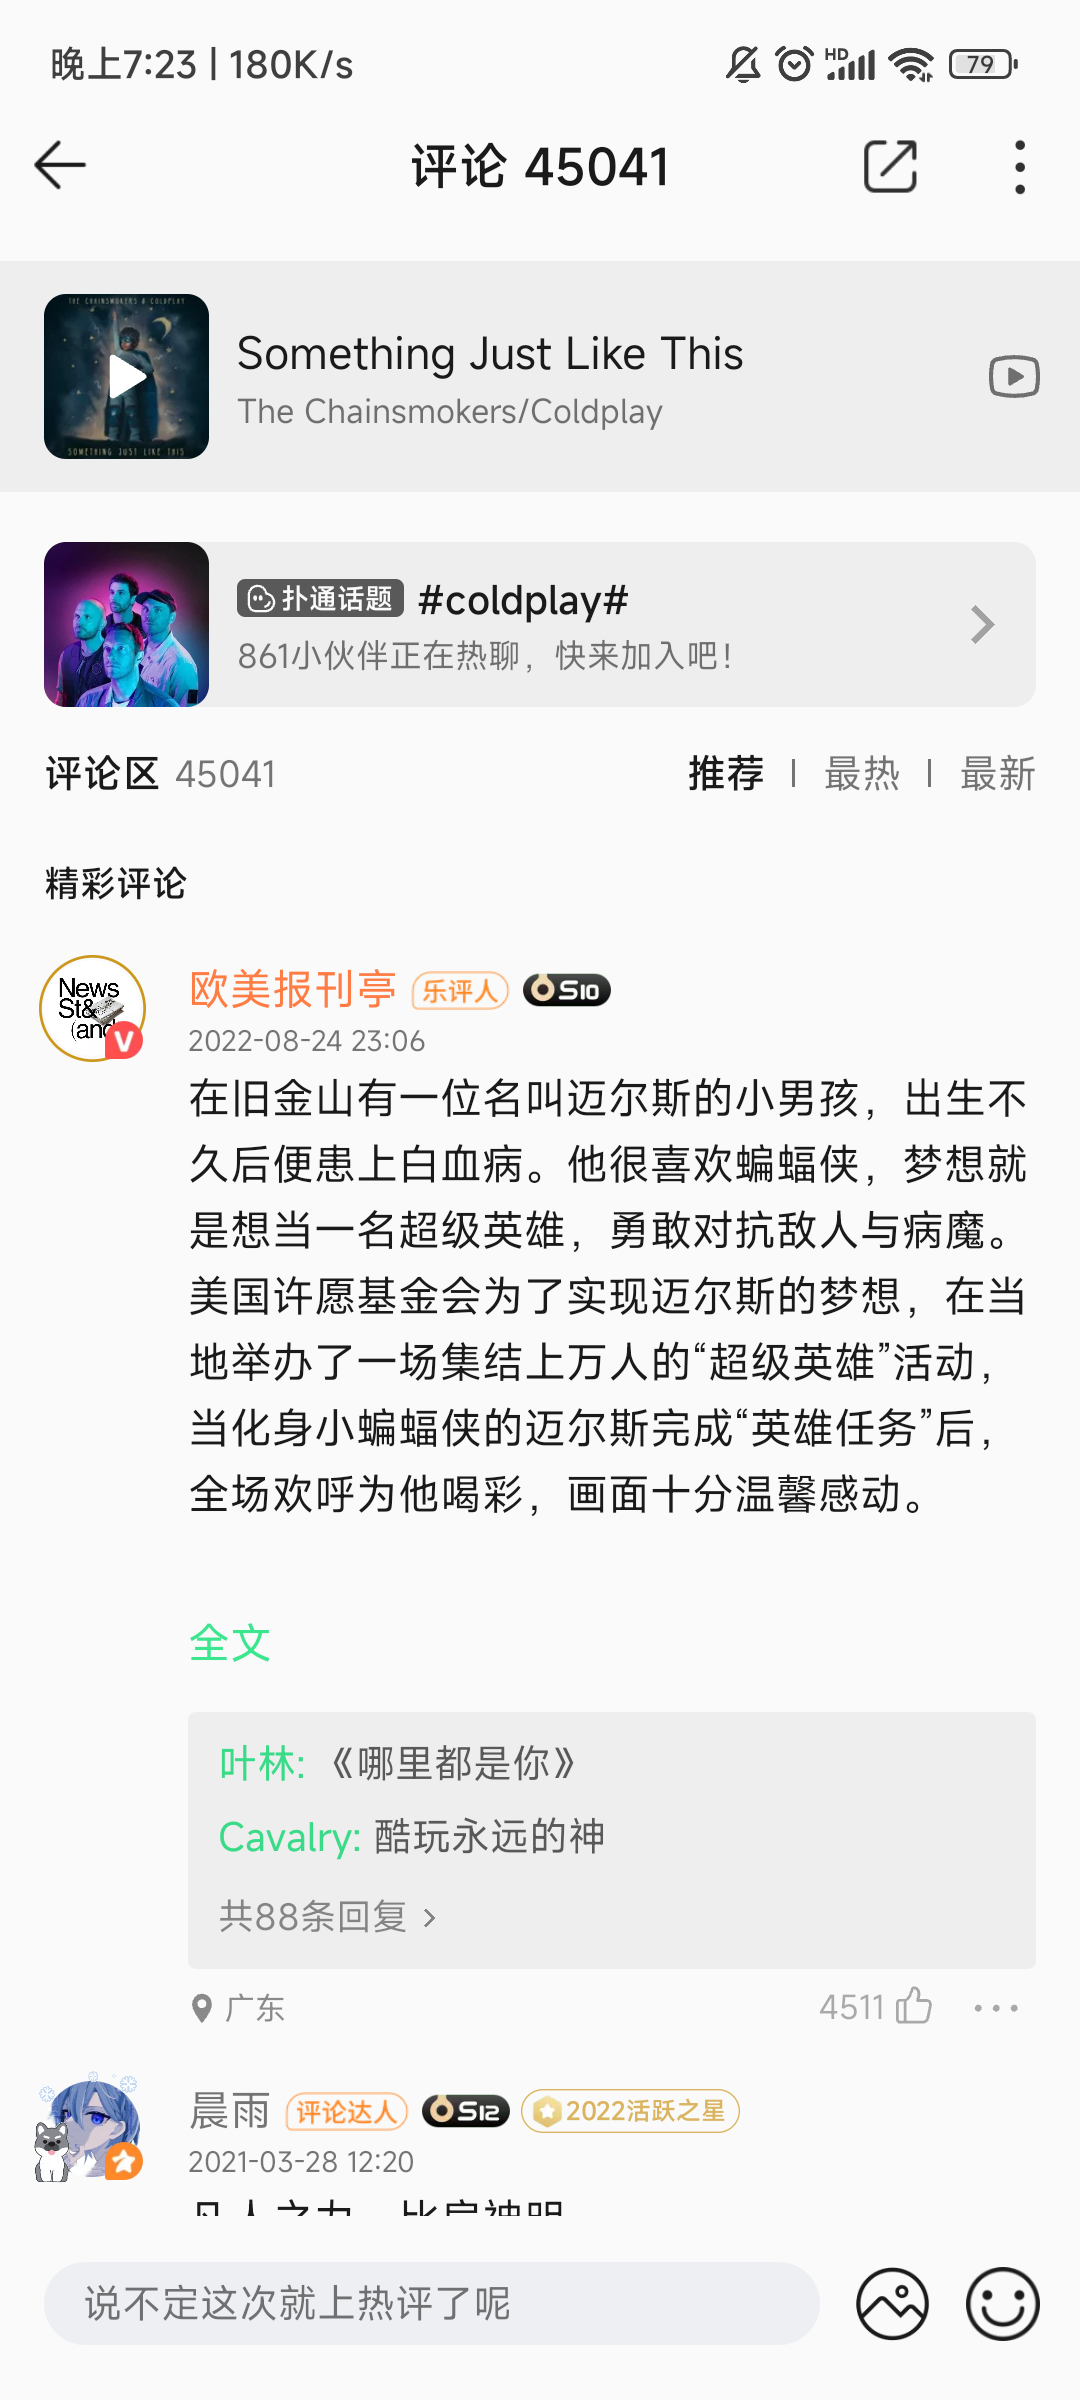 晚上7:23 | 180K/s
HD
79
评论 45041
THE CHAINSMOKERS & COLDPLAY
SOMETHING JUST LIKE THIS
Something Just Like This
The Chainsmokers/Coldplay
扑通话题 #coldplay#
861小伙伴正在热聊，快来加入吧！
评论区 45041
推荐 | 最热 | 最新
精彩评论
News
St&
(and
V
欧美报刊亭 乐评人 S10
2022-08-24 23:06
在旧金山有一位名叫迈尔斯的小男孩，出生不
久后便患上白血病。他很喜欢蝙蝠侠，梦想就
是想当一名超级英雄，勇敢对抗敌人与病魔。
美国许愿基金会为了实现迈尔斯的梦想，在当
地举办了一场集结上万人的“超级英雄”活动，
当化身小蝙蝠侠的迈尔斯完成“英雄任务”后，
全场欢呼为他喝彩，画面十分温馨感动。
全文
叶林: 《哪里都是你》
Cavalry: 酷玩永远的神
共88条回复 >
广东
4511
晨雨 评论达人 S12 2022活跃之星
2021-03-28 12:20
凡人之力，比肩神明
说不定这次就上热评了呢